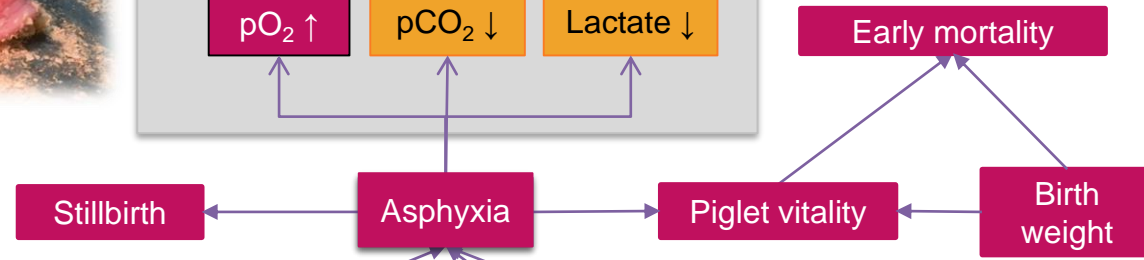 pO₂ ↑
pCO₂ ↓
Lactate ↓
Early mortality
Stillbirth
Asphyxia
Piglet vitality
Birth
weight